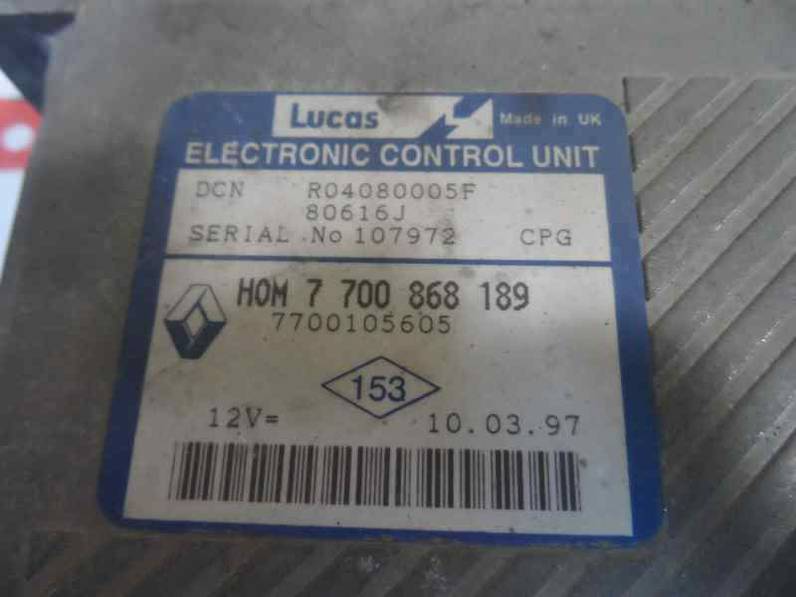 Lucas Made in UK
ELECTRONIC CONTROL UNIT
DCN R04080005F
80616J
SERIAL No 107972 CPG
HOM 7 700 868 189
7700105605
153
12V= 10.03.97